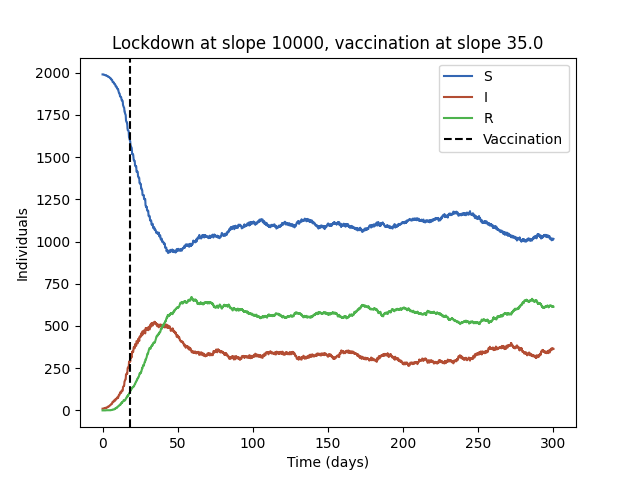 Lockdown at slope 10000, vaccination at slope 35.0
S
I
R
Vaccination
Individuals
2000
1750
1500
1250
1000
750
500
250
0
0 50 100 150 200 250 300
Time (days)